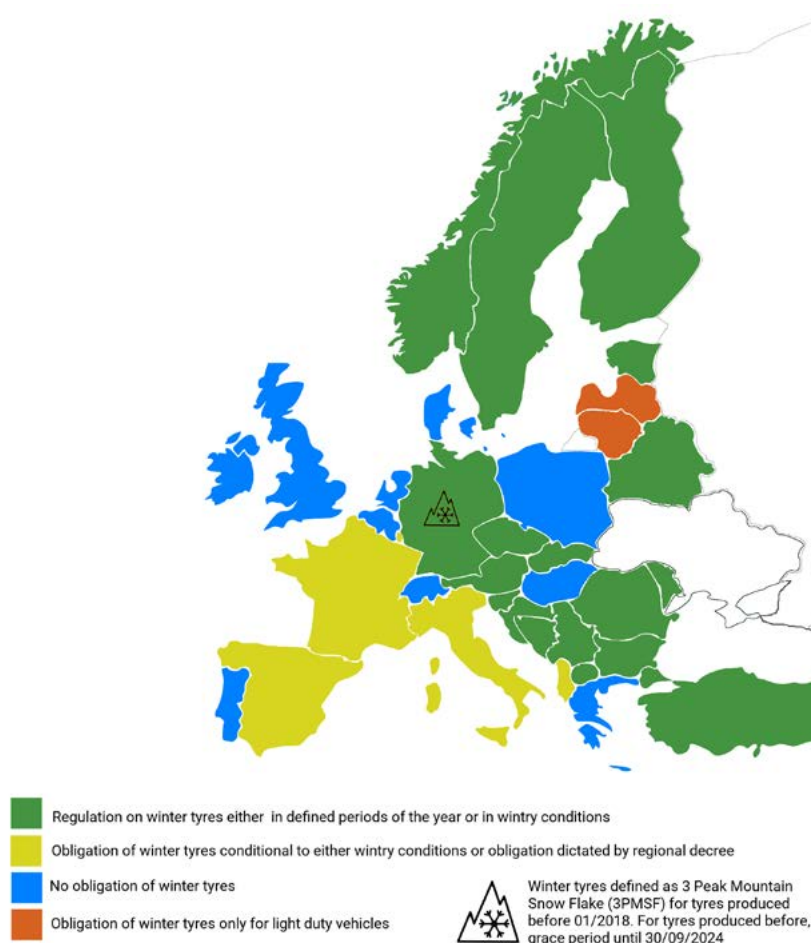 Regulation on winter tyres either in defined periods of the year or in wintry conditions
Obligation of winter tyres conditional to either wintry conditions or obligation dictated by regional decree
No obligation of winter tyres
Obligation of winter tyres only for light duty vehicles
Winter tyres defined as 3 Peak Mountain
Snow Flake (3PMSF) for tyres produced
before 01/2018. For tyres produced before,
grace period until 30/09/2024